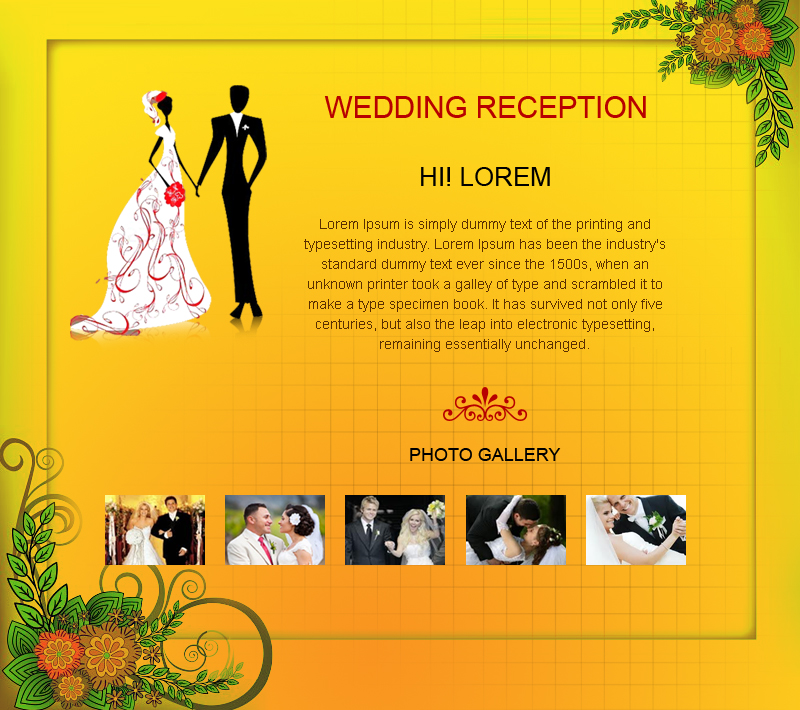 WEDDING RECEPTION
HI! LOREM
Lorem Ipsum is simply dummy text of the printing and
typesetting industry. Lorem Ipsum has been the industry's
standard dummy text ever since the 1500s, when an
unknown printer took a galley of type and scrambled it to
make a type specimen book. It has survived not only five
centuries, but also the leap into electronic typesetting,
remaining essentially unchanged.
PHOTO GALLERY